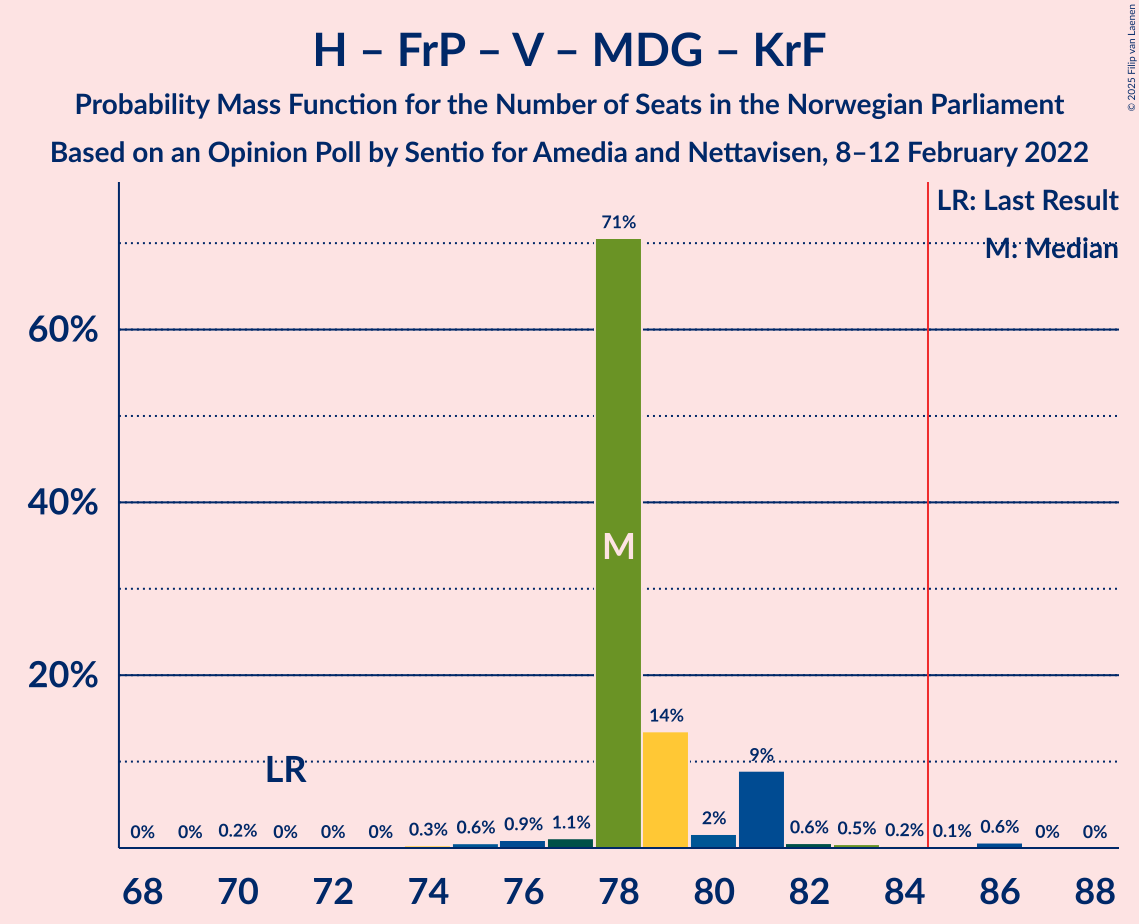 H – FrP – V – MDG – KrF
Probability Mass Function for the Number of Seats in the Norwegian Parliament
Based on an Opinion Poll by Sentio for Amedia and Nettavisen, 8–12 February 2022
© 2025 Filip van Laenen
LR: Last Result
M: Median
71%
60%
M
40%
20%
14%
9%
LR
0% 0% 0.2% 0% 0% 0% 0.3% 0.6% 0.9% 1.1% 2% 0.6% 0.5% 0.2% 0.1% 0.6% 0% 0%
68 70 72 74 76 78 80 82 84 86 88